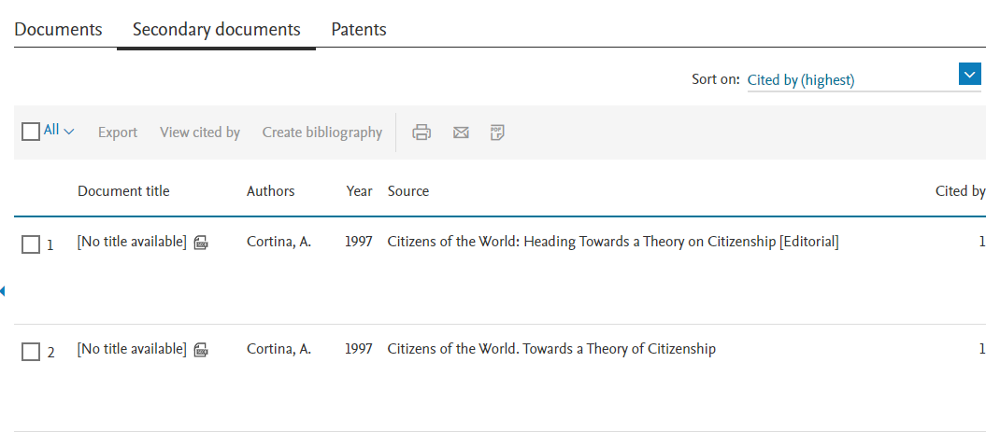 Documents Secondary documents Patents
Sort on: Cited by (highest)
All Export View cited by Create bibliography PDF
Document title Authors Year Source Cited by
1 [No title available] Cortina, A. 1997 Citizens of the World: Heading Towards a Theory on Citizenship [Editorial] 1
2 [No title available] Cortina, A. 1997 Citizens of the World. Towards a Theory of Citizenship 1